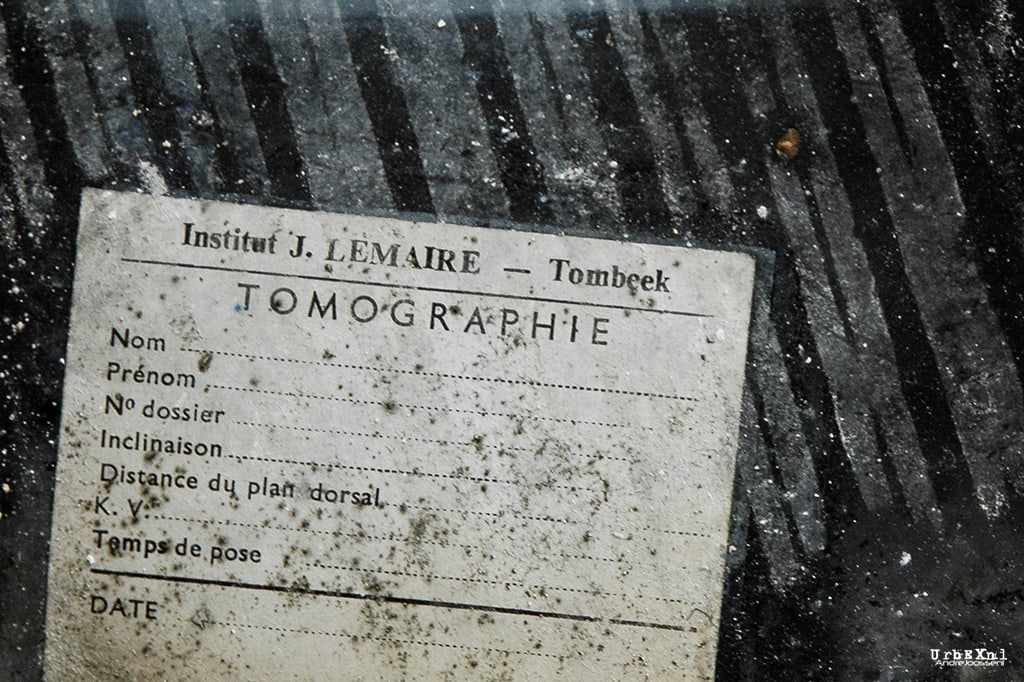 Institut J. LEMAIRE — Tombeek
TOMOGRAPHIE
Nom
Prénom
Nº dossier
Inclinaison
Distance du plan dorsal
K. V
Temps de pose
DATE
UrbEXnl
AndreJoosseni